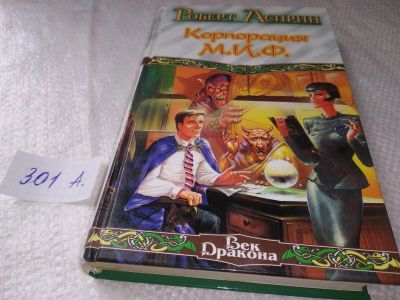 Роберт Асприн
Корпорация
М.И.Ф.
301 А.
Век
Дракона